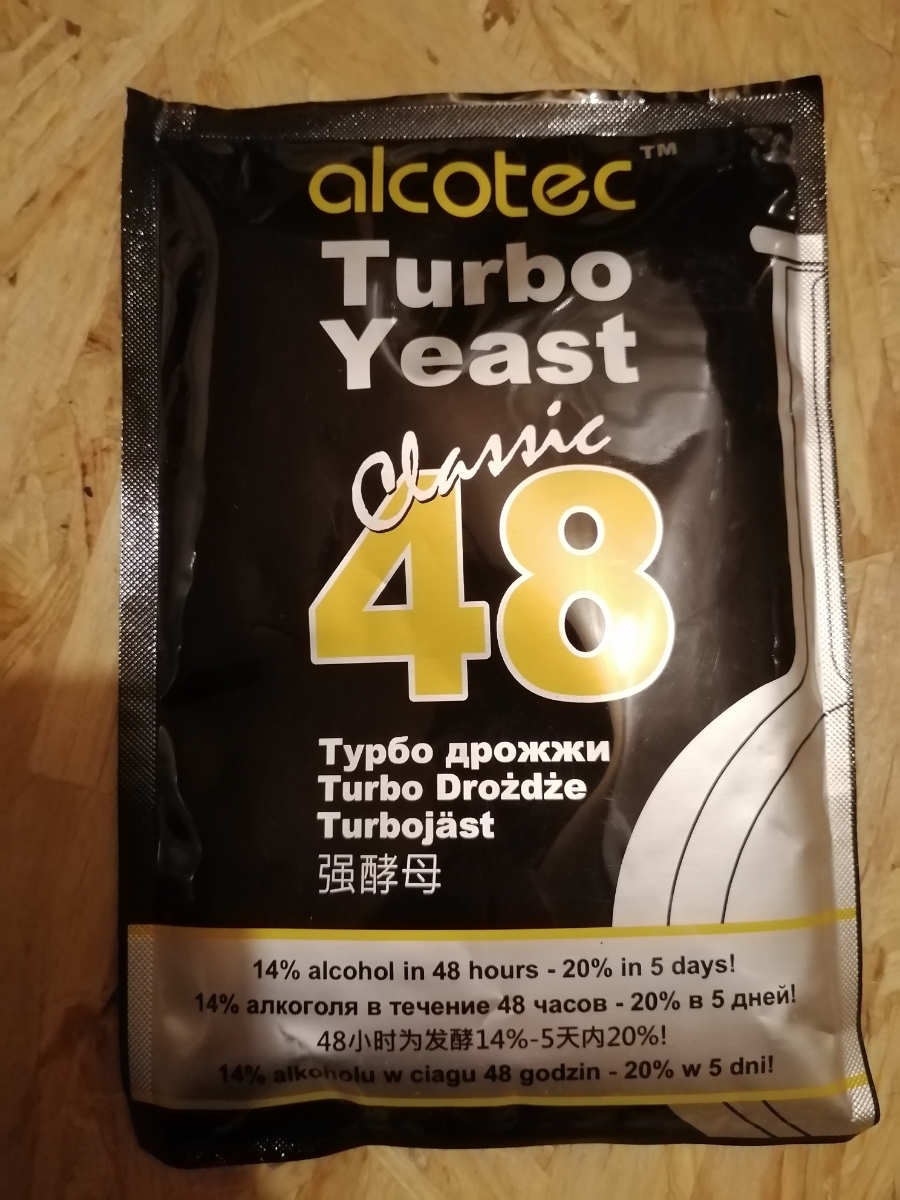 alcotec™
Turbo
Yeast
Classic
48
Турбо дрожжи
Turbo Drożdże
Turbojäst
强酵母
14% alcohol in 48 hours - 20% in 5 days!
14% алкоголя в течение 48 часов - 20% в 5 дней!
48小时为发酵14%-5天内20%!
14% alkoholu w ciagu 48 godzin - 20% w 5 dni!